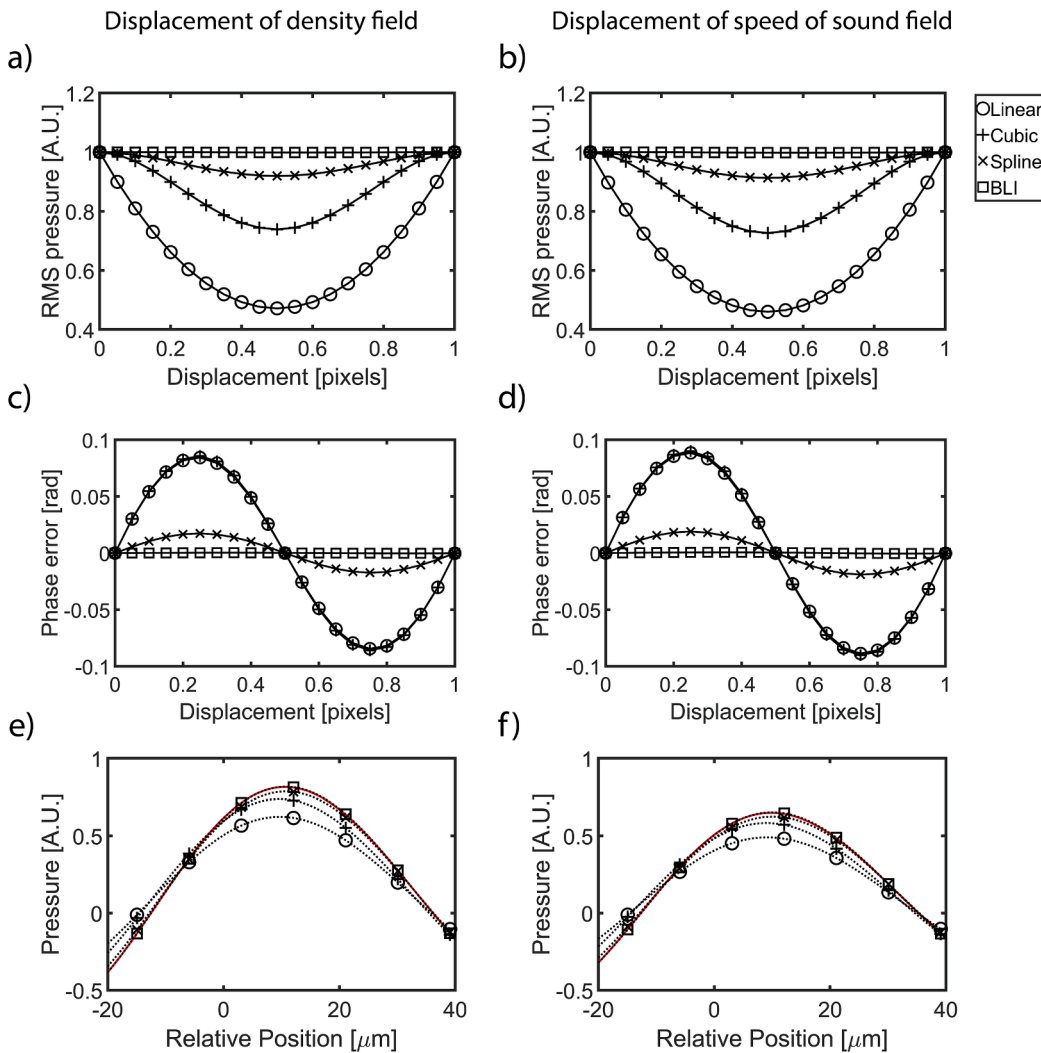 Displacement of density field
Displacement of speed of sound field
a)
1.2
1
0.8
0.6
0.4
RMS pressure [A.U.]
0 0.2 0.4 0.6 0.8 1
Displacement [pixels]
b)
1.2
1
0.8
0.6
0.4
RMS pressure [A.U.]
0 0.2 0.4 0.6 0.8 1
Displacement [pixels]
Linear
Cubic
Spline
BLI
c)
0.1
0.05
0
-0.05
-0.1
Phase error [rad]
0 0.2 0.4 0.6 0.8 1
Displacement [pixels]
d)
0.1
0.05
0
-0.05
-0.1
Phase error [rad]
0 0.2 0.4 0.6 0.8 1
Displacement [pixels]
e)
1
0.5
0
-0.5
Pressure [A.U.]
-20 0 20 40
Relative Position [μm]
f)
1
0.5
0
-0.5
Pressure [A.U.]
-20 0 20 40
Relative Position [μm]